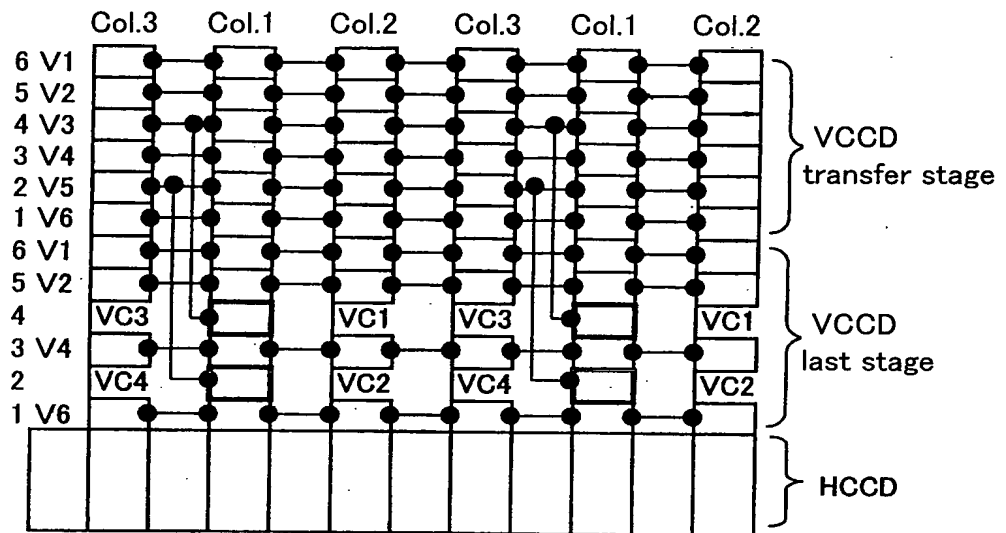 Col.3 Col.1 Col.2 Col.3 Col.1 Col.2
6 V1
5 V2
4 V3
3 V4
2 V5
1 V6
VCCD
transfer stage
6 V1
5 V2
4 VC3 VC1 VC3 VC1
3 V4
2 VC4 VC2 VC4 VC2
1 V6
VCCD
last stage
HCCD